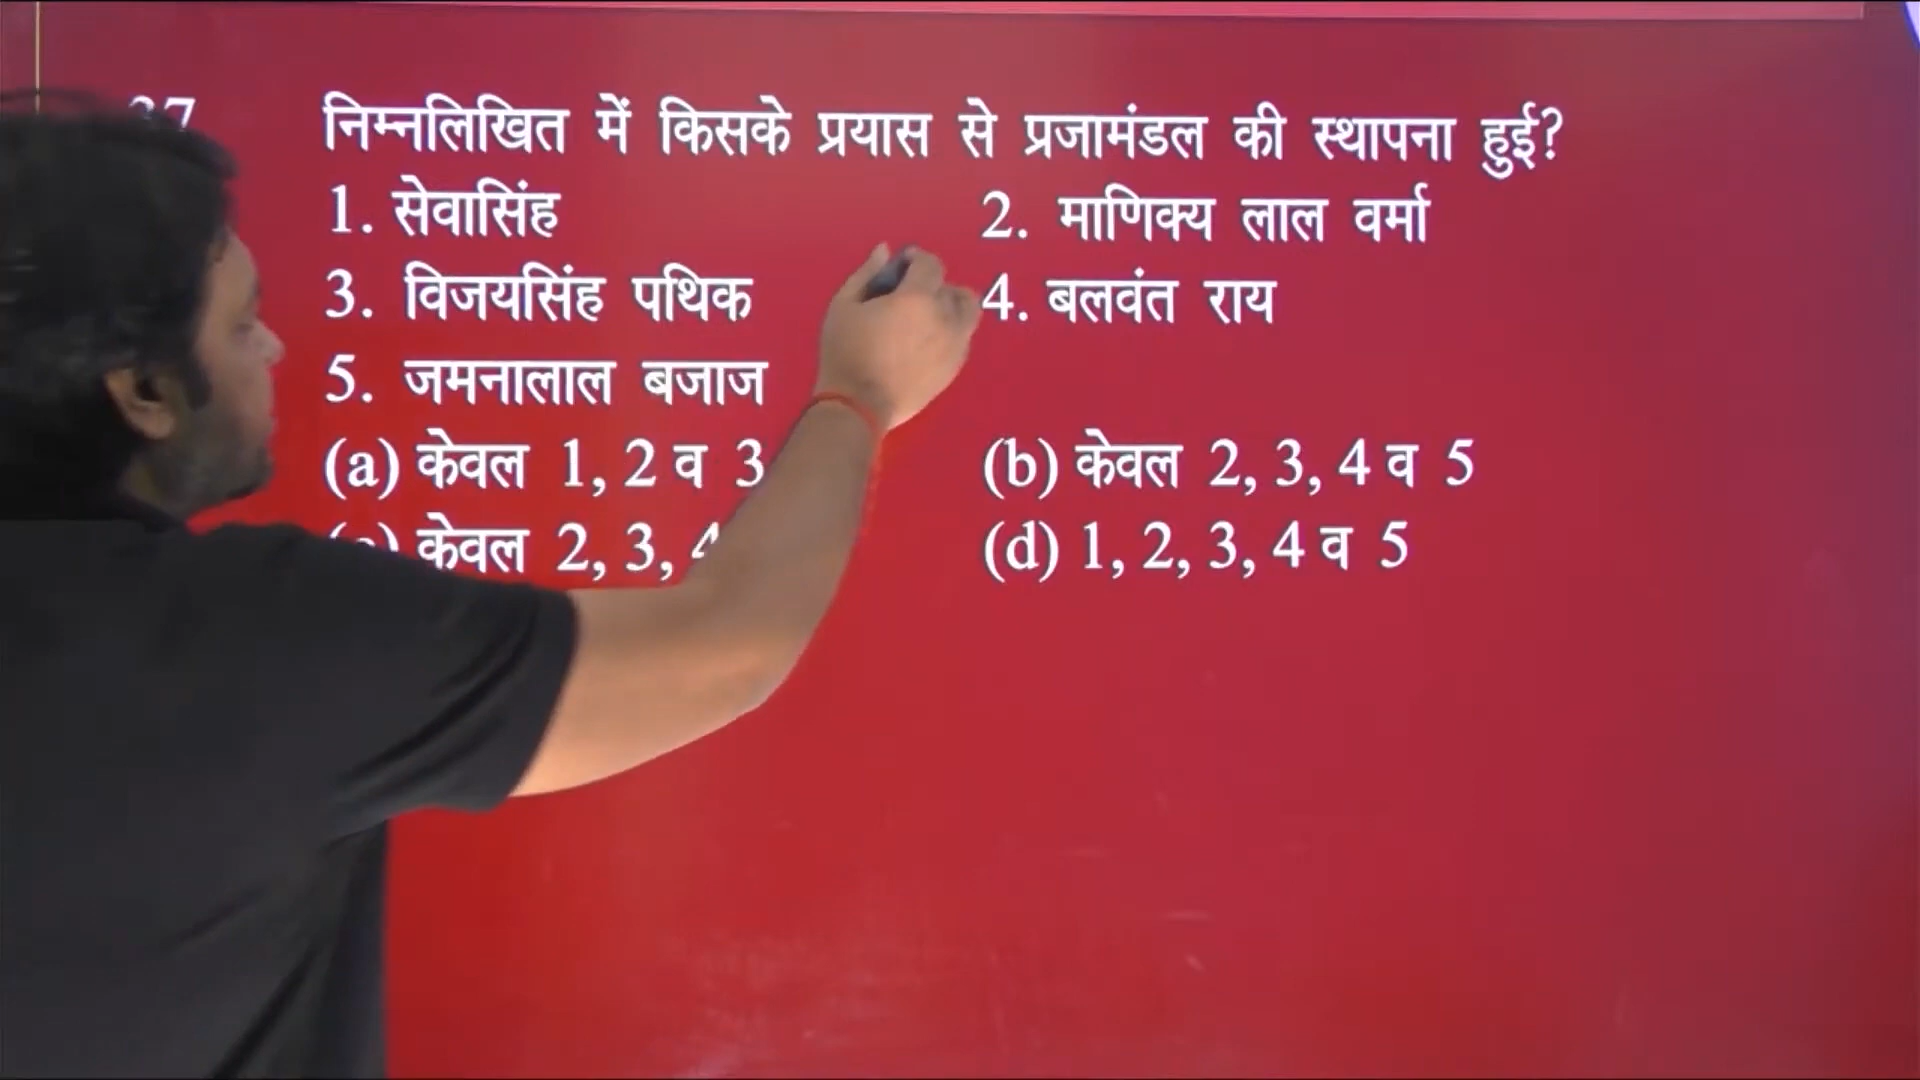 निम्नलिखित में किसके प्रयास से प्रजामंडल की स्थापना हुई?
1. सेवासिंह 2. माणिक्य लाल वर्मा
3. विजयसिंह पथिक 4. बलवंत राय
5. जमनालाल बजाज
(a) केवल 1, 2 व 3 (b) केवल 2, 3, 4 व 5
केवल 2, 3, 4 (d) 1, 2, 3, 4 व 5